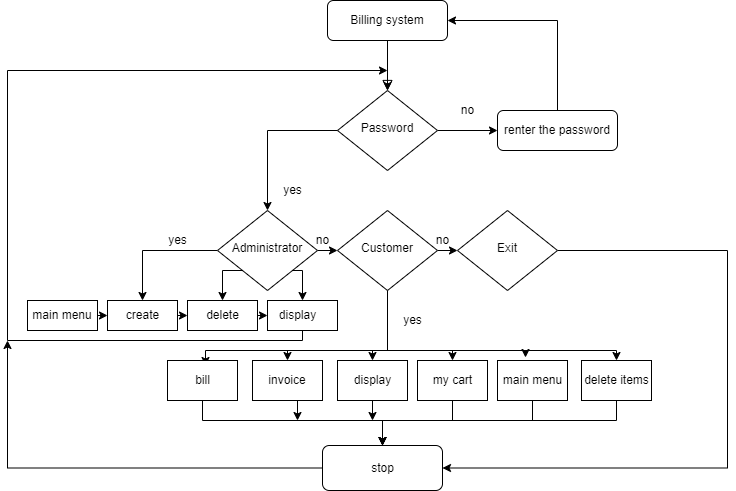 Billing system
no
Password
renter the password
yes
yes
Administrator
no
Customer
no
Exit
main menu
create
delete
display
yes
bill
invoice
display
my cart
main menu
delete items
stop